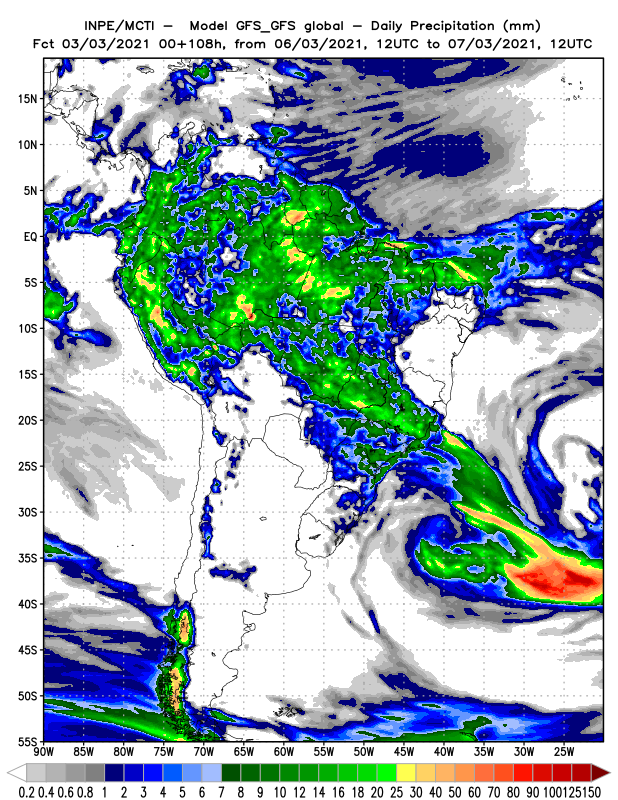 INPE/MCTI – Model GFS_GFS global – Daily Precipitation (mm)
Fct 03/03/2021 00+108h, from 06/03/2021, 12UTC to 07/03/2021, 12UTC
15N
10N
5N
EQ
5S
10S
15S
20S
25S
30S
35S
40S
45S
50S
55S
90W 85W 80W 75W 70W 65W 60W 55W 50W 45W 40W 35W 30W 25W
0.2 0.4 0.6 0.8 1 2 3 4 5 6 7 8 9 10 12 14 16 18 20 25 30 40 50 60 70 80 90 100 125 150